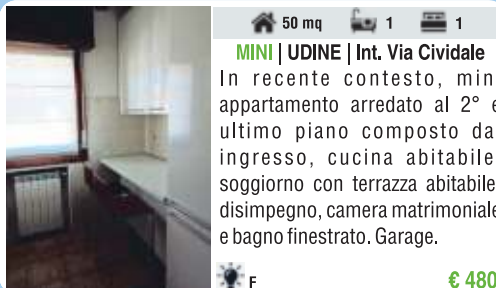 50 mq 1 1
MINI | UDINE | Int. Via Cividale
In recente contesto, min
appartamento arredato al 2° e
ultimo piano composto da
ingresso, cucina abitabile
soggiorno con terrazza abitabile
disimpegno, camera matrimoniale
e bagno finestrato. Garage.
F € 480